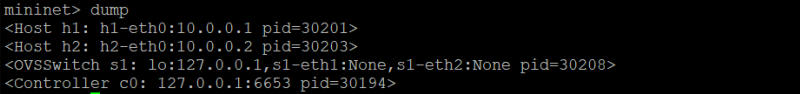 mininet> dump
<Host h1: h1-eth0:10.0.0.1 pid=30201>
<Host h2: h2-eth0:10.0.0.2 pid=30203>
<OVSSwitch s1: lo:127.0.0.1,s1-eth1:None,s1-eth2:None pid=30208>
<Controller c0: 127.0.0.1:6653 pid=30194>